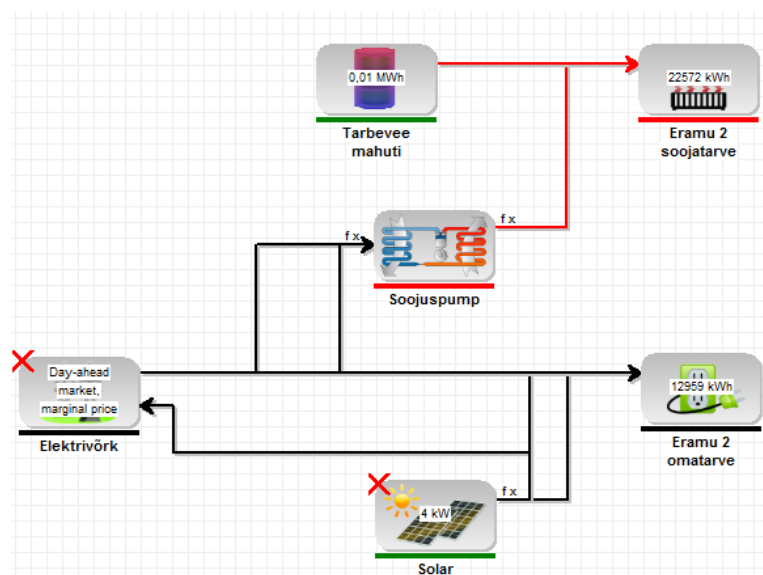 0,01 MWh
Tarbevee
mahuti
22572 kWh
Eramu 2
soojatarve
f x
f x
Soojuspump
Day-ahead
market,
marginal price
Elektrivõrk
12959 kWh
Eramu 2
omatarve
f x
4 kW
Solar